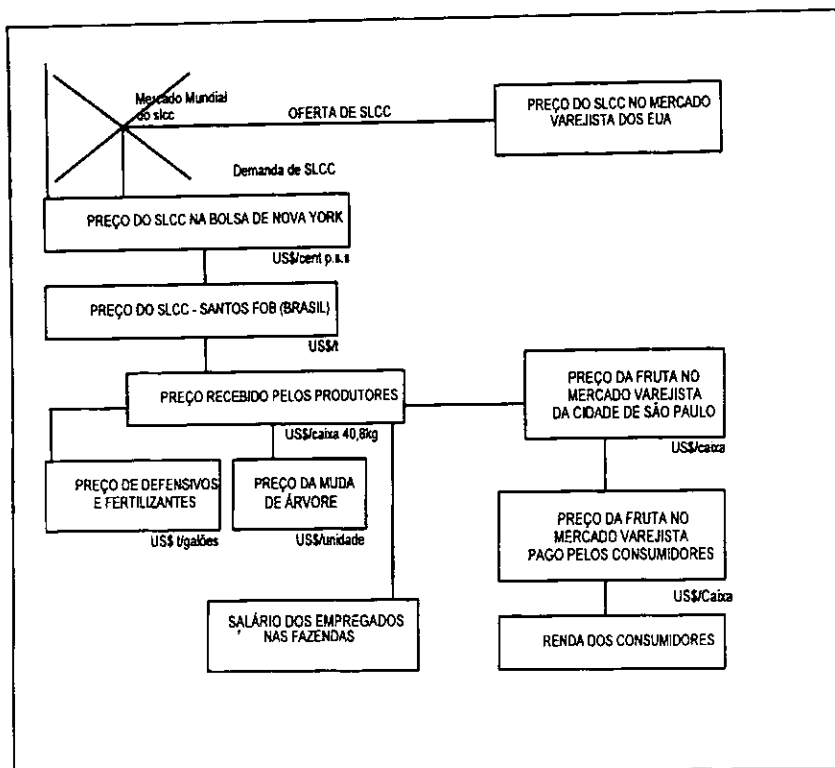 Mercado Mundial
do slcc
OFERTA DE SLCC
PREÇO DO SLCC NO MERCADO
VAREJISTA DOS EUA
Demanda de SLCC
PREÇO DO SLCC NA BOLSA DE NOVA YORK
US$/cent p.s.s
PREÇO DO SLCC - SANTOS FOB (BRASIL)
US$/t
PREÇO RECEBIDO PELOS PRODUTORES
US$/caixa 40,8kg
PREÇO DA FRUTA NO
MERCADO VAREJISTA
DA CIDADE DE SÃO PAULO
US$/caixa
PREÇO DE DEFENSIVOS
E FERTILIZANTES
US$ t/galões
PREÇO DA MUDA
DE ÁRVORE
US$/unidade
PREÇO DA FRUTA NO
MERCADO VAREJISTA
PAGO PELOS CONSUMIDORES
US$/Caixa
SALÁRIO DOS EMPREGADOS
NAS FAZENDAS
RENDA DOS CONSUMIDORES